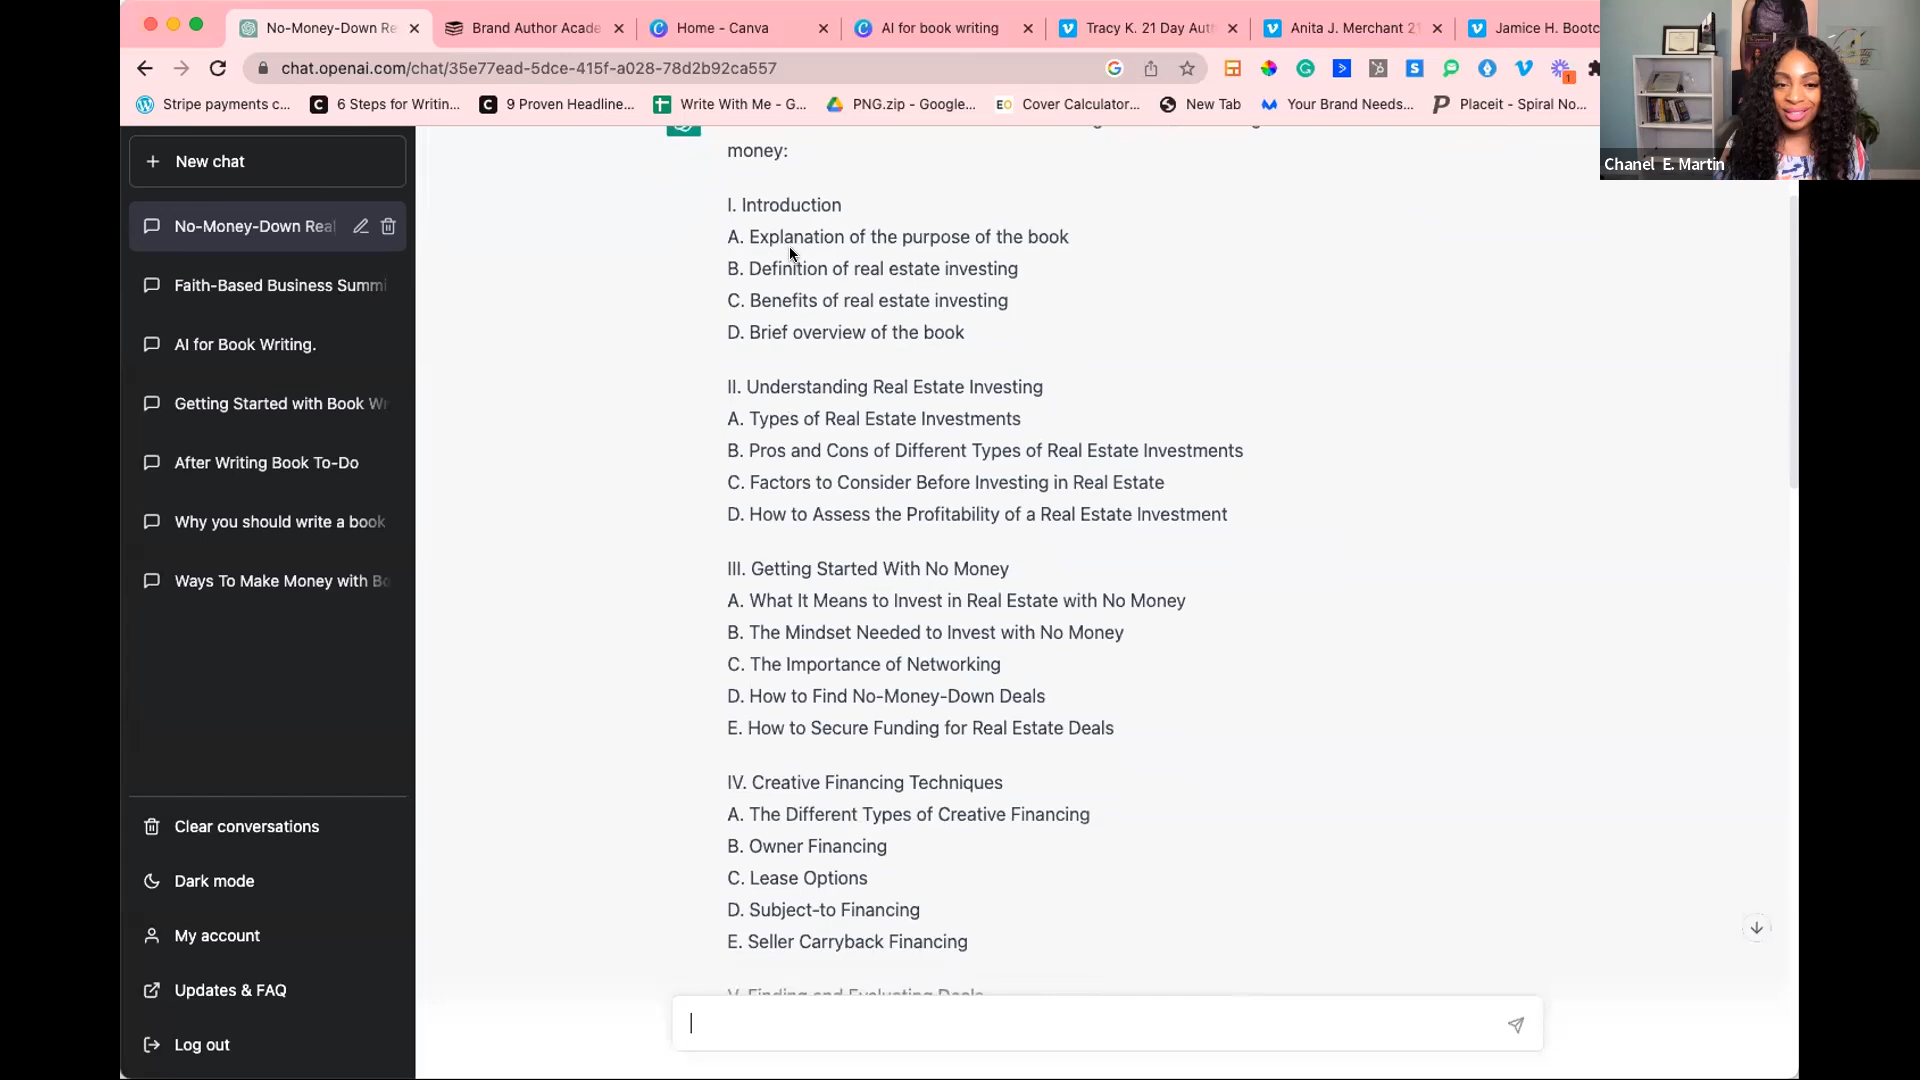 No-Money-Down Re
Brand Author Acade
Home - Canva
AI for book writing
Tracy K. 21 Day Aut
Anita J. Merchant 21
Jamice H. Bootc
chat.openai.com/chat/35e77ead-5dce-415f-a028-78d2b92ca557
Stripe payments c...
6 Steps for Writin...
9 Proven Headline...
Write With Me - G...
PNG.zip - Google...
EO Cover Calculator...
New Tab
Your Brand Needs...
Placeit - Spiral No...
Chanel E. Martin
New chat
No-Money-Down Real
Faith-Based Business Summi
AI for Book Writing.
Getting Started with Book Wr
After Writing Book To-Do
Why you should write a book
Ways To Make Money with Bo
Clear conversations
Dark mode
My account
Updates & FAQ
Log out
money:
I. Introduction
A. Explanation of the purpose of the book
B. Definition of real estate investing
C. Benefits of real estate investing
D. Brief overview of the book
II. Understanding Real Estate Investing
A. Types of Real Estate Investments
B. Pros and Cons of Different Types of Real Estate Investments
C. Factors to Consider Before Investing in Real Estate
D. How to Assess the Profitability of a Real Estate Investment
III. Getting Started With No Money
A. What It Means to Invest in Real Estate with No Money
B. The Mindset Needed to Invest with No Money
C. The Importance of Networking
D. How to Find No-Money-Down Deals
E. How to Secure Funding for Real Estate Deals
IV. Creative Financing Techniques
A. The Different Types of Creative Financing
B. Owner Financing
C. Lease Options
D. Subject-to Financing
E. Seller Carryback Financing
V. Finding and Evaluating Deals